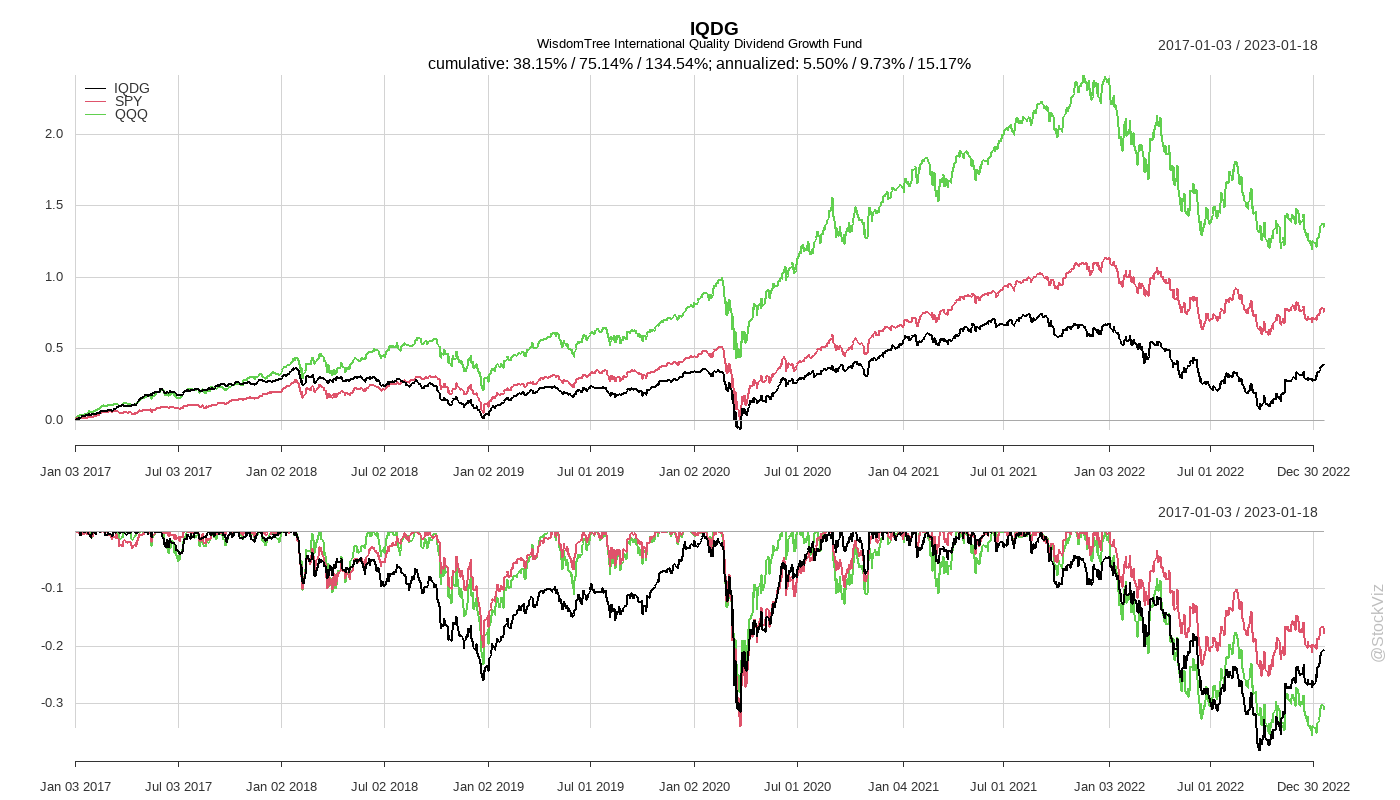 IQDG
WisdomTree International Quality Dividend Growth Fund
2017-01-03 / 2023-01-18
cumulative: 38.15% / 75.14% / 134.54%; annualized: 5.50% / 9.73% / 15.17%
IQDG
SPY
QQQ
2.0
1.5
1.0
0.5
0.0
Jan 03 2017 Jul 03 2017 Jan 02 2018 Jul 02 2018 Jan 02 2019 Jul 01 2019 Jan 02 2020 Jul 01 2020 Jan 04 2021 Jul 01 2021 Jan 03 2022 Jul 01 2022 Dec 30 2022
2017-01-03 / 2023-01-18
-0.1
-0.2
-0.3
Jan 03 2017 Jul 03 2017 Jan 02 2018 Jul 02 2018 Jan 02 2019 Jul 01 2019 Jan 02 2020 Jul 01 2020 Jan 04 2021 Jul 01 2021 Jan 03 2022 Jul 01 2022 Dec 30 2022
@StockViz